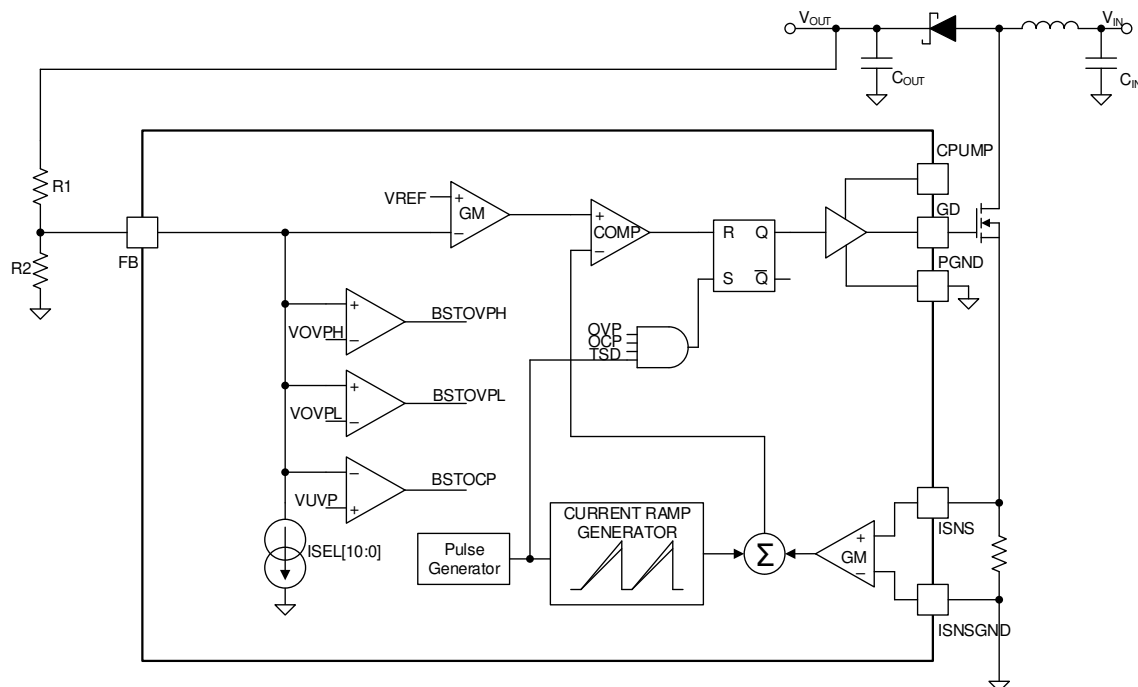 VOUT
VIN
COUT
CIN
CPUMP
R1
VREF
+
GM
−
+
COMP
−
R Q
S Q
GD
FB
R2
PGND
+
VOVPH
−
BSTOVPH
OVP
OCP
TSD
+
VOVPL
−
BSTOVPL
−
VUVP
+
BSTOCP
ISNS
CURRENT RAMP
GENERATOR
ISEL[10:0]
Pulse
Generator
Σ
+
GM
−
ISNSGND